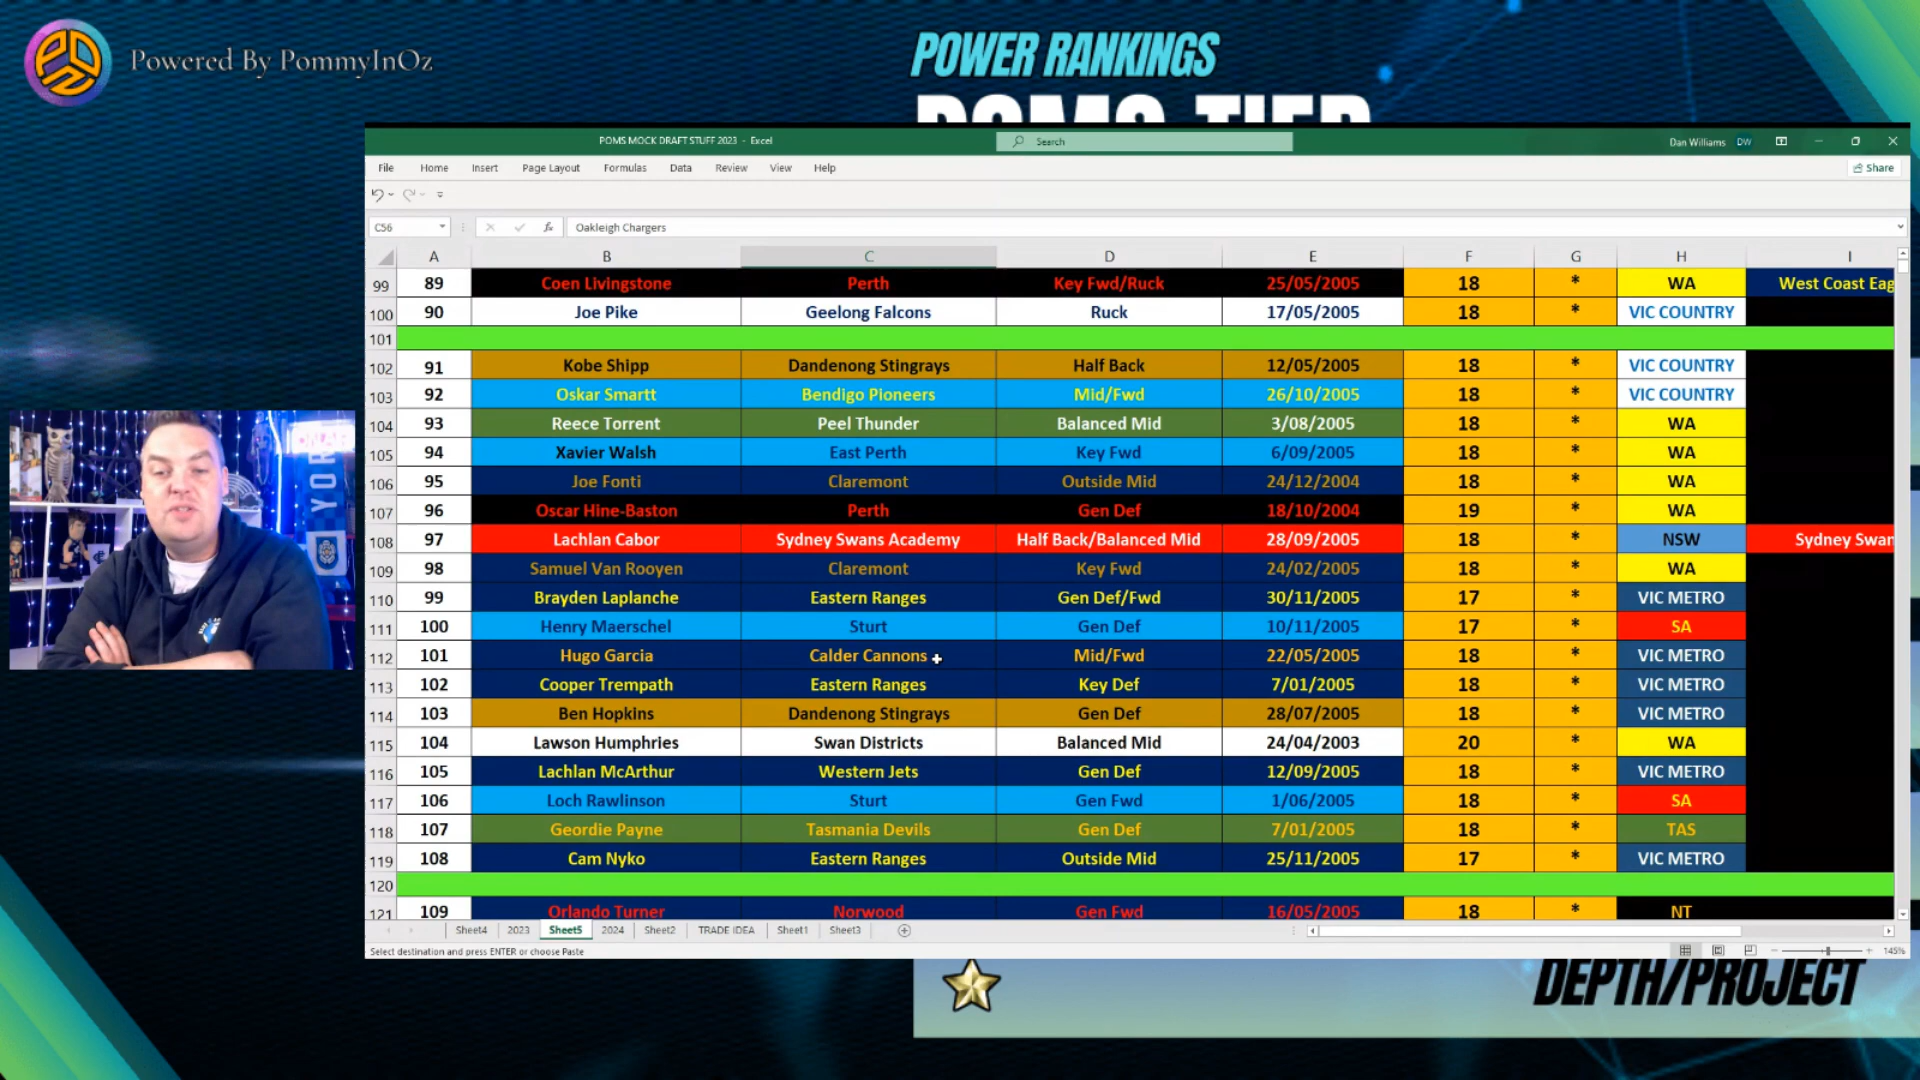 Powered By PommyInOz
POWER RANKINGS
POMS TIER
POMS MOCK DRAFT STUFF 2023 - Excel
Search
Dan Williams DW
File Home Insert Page Layout Formulas Data Review View Help
Share
C56 fx Oakleigh Chargers
A B C D E F G H I
99 89 Coen Livingstone Perth Key Fwd/Ruck 25/05/2005 18 * WA West Coast Eag
100 90 Joe Pike Geelong Falcons Ruck 17/05/2005 18 * VIC COUNTRY
101
102 91 Kobe Shipp Dandenong Stingrays Half Back 12/05/2005 18 * VIC COUNTRY
103 92 Oskar Smartt Bendigo Pioneers Mid/Fwd 26/10/2005 18 * VIC COUNTRY
104 93 Reece Torrent Peel Thunder Balanced Mid 3/08/2005 18 * WA
105 94 Xavier Walsh East Perth Key Fwd 6/09/2005 18 * WA
106 95 Joe Fonti Claremont Outside Mid 24/12/2004 18 * WA
107 96 Oscar Hine-Baston Perth Gen Def 18/10/2004 19 * WA
108 97 Lachlan Cabor Sydney Swans Academy Half Back/Balanced Mid 28/09/2005 18 * NSW Sydney Swan
109 98 Samuel Van Rooyen Claremont Key Fwd 24/02/2005 18 * WA
110 99 Brayden Laplanche Eastern Ranges Gen Def/Fwd 30/11/2005 17 * VIC METRO
111 100 Henry Maerschel Sturt Gen Def 10/11/2005 17 * SA
112 101 Hugo Garcia Calder Cannons Mid/Fwd 22/05/2005 18 * VIC METRO
113 102 Cooper Trempath Eastern Ranges Key Def 7/01/2005 18 * VIC METRO
114 103 Ben Hopkins Dandenong Stingrays Gen Def 28/07/2005 18 * VIC METRO
115 104 Lawson Humphries Swan Districts Balanced Mid 24/04/2003 20 * WA
116 105 Lachlan McArthur Western Jets Gen Def 12/09/2005 18 * VIC METRO
117 106 Loch Rawlinson Sturt Gen Fwd 1/06/2005 18 * SA
118 107 Geordie Payne Tasmania Devils Gen Def 7/01/2005 18 * TAS
119 108 Cam Nyko Eastern Ranges Outside Mid 25/11/2005 17 * VIC METRO
120
121 109 Orlando Turner Norwood Gen Fwd 16/05/2005 18 * NT
Sheet4 2023 Sheet5 2024 Sheet2 TRADE IDEA Sheet1 Sheet3
Select destination and press ENTER or choose Paste
145%
DEPTH/PROJECT